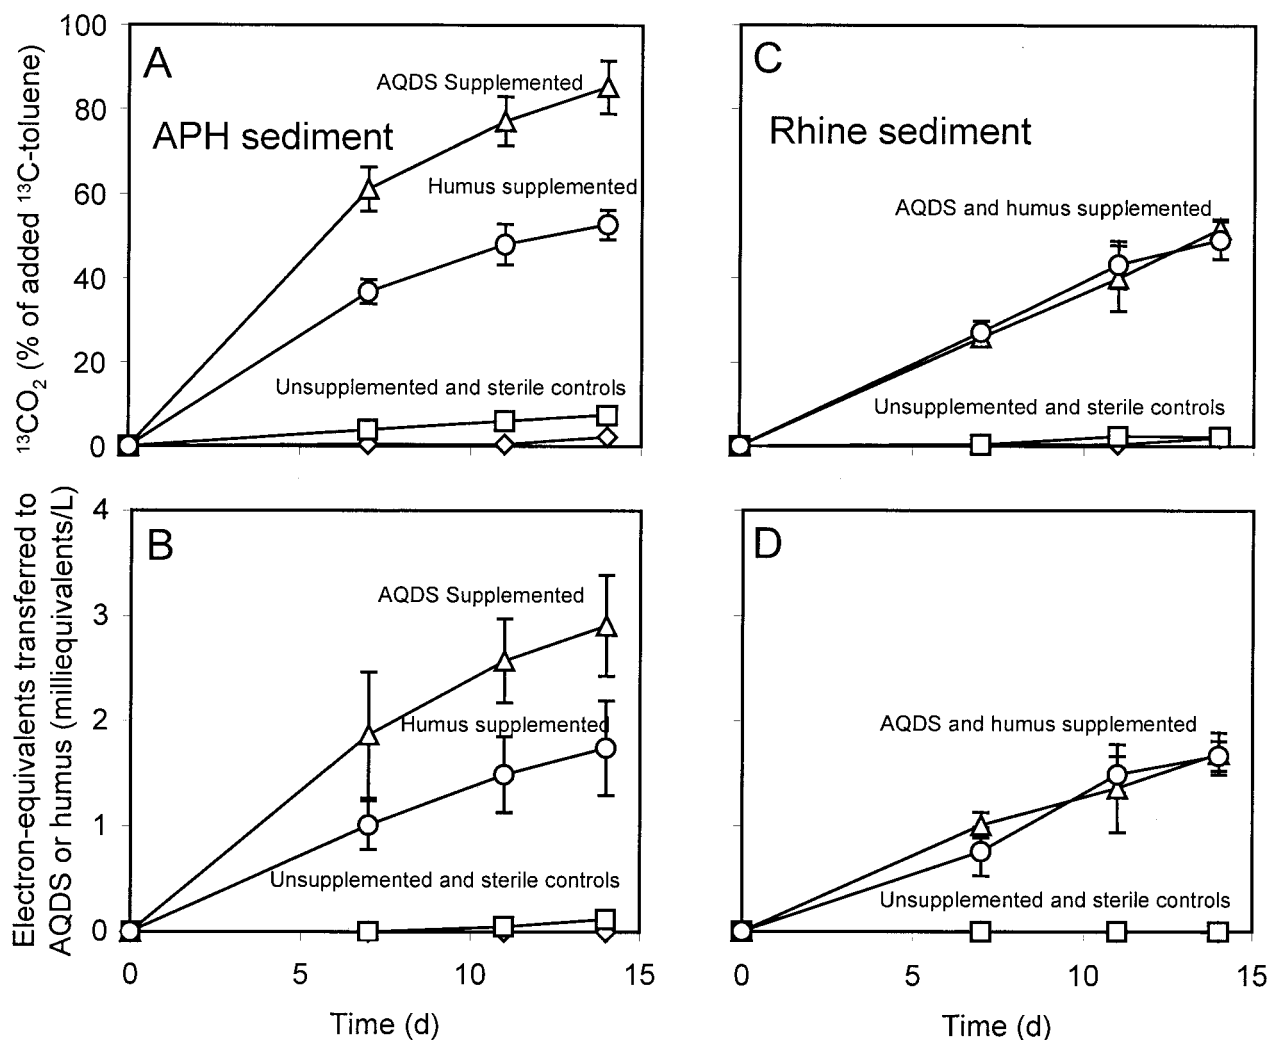 ¹³CO₂ (% of added ¹³C-toluene)
100
80
60
40
20
0
A
AQDS Supplemented
APH sediment
Humus supplemented
Unsupplemented and sterile controls
C
Rhine sediment
AQDS and humus supplemented
Unsupplemented and sterile controls
Electron-equivalents transferred to
AQDS or humus (milliequivalents/L)
4
3
2
1
0
B
AQDS Supplemented
Humus supplemented
Unsupplemented and sterile controls
0 5 10 15
Time (d)
D
AQDS and humus supplemented
Unsupplemented and sterile controls
0 5 10 15
Time (d)